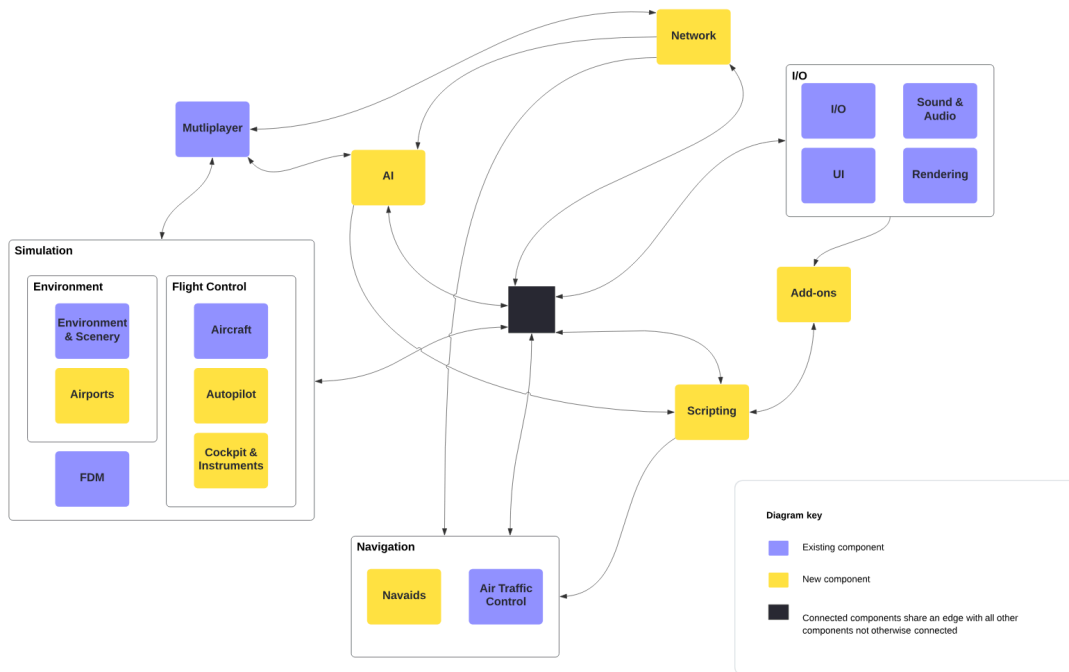 Network
I/O
I/O
Sound &
Audio
UI
Rendering
Mutliplayer
AI
Simulation
Environment
Environment
& Scenery
Airports
FDM
Flight Control
Aircraft
Autopilot
Cockpit &
Instruments
Add-ons
Scripting
Navigation
Navaids
Air Traffic
Control
Diagram key
Existing component
New component
Connected components share an edge with all other
components not otherwise connected